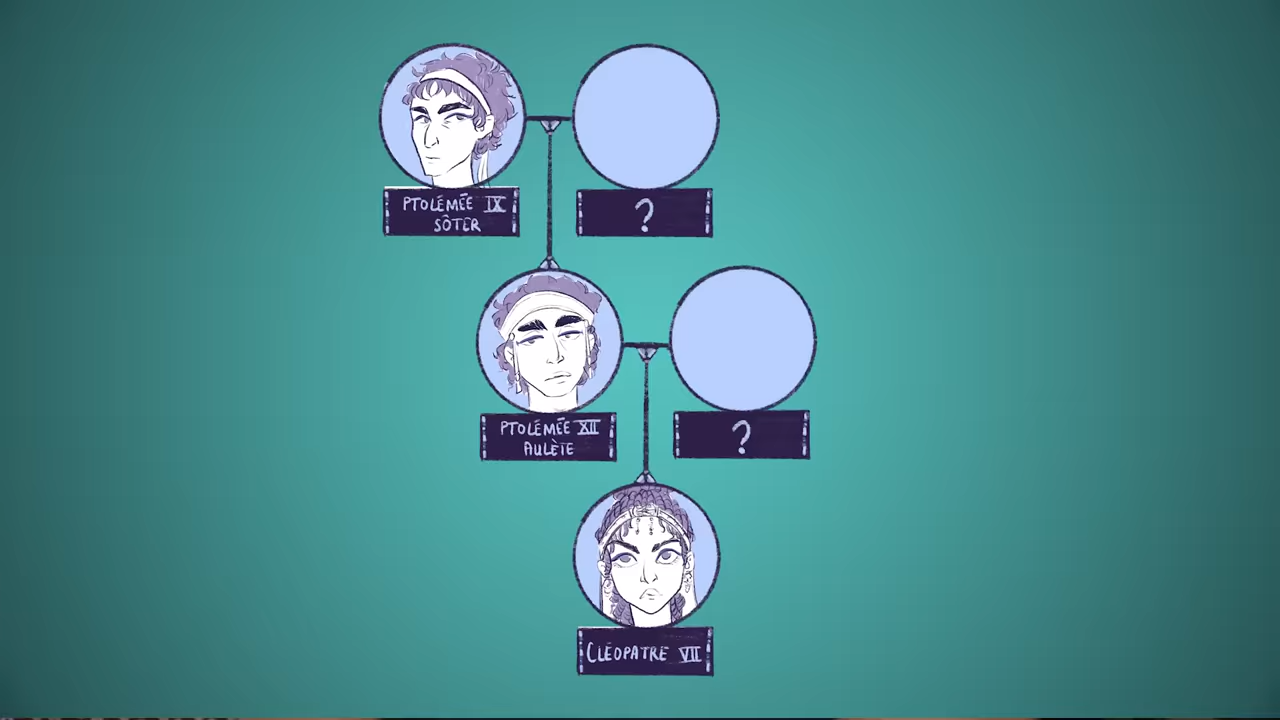 PTOLÉMÉE IX
SÔTER
?
PTOLÉMÉE XII
AULÈTE
?
CLÉOPATRE VII